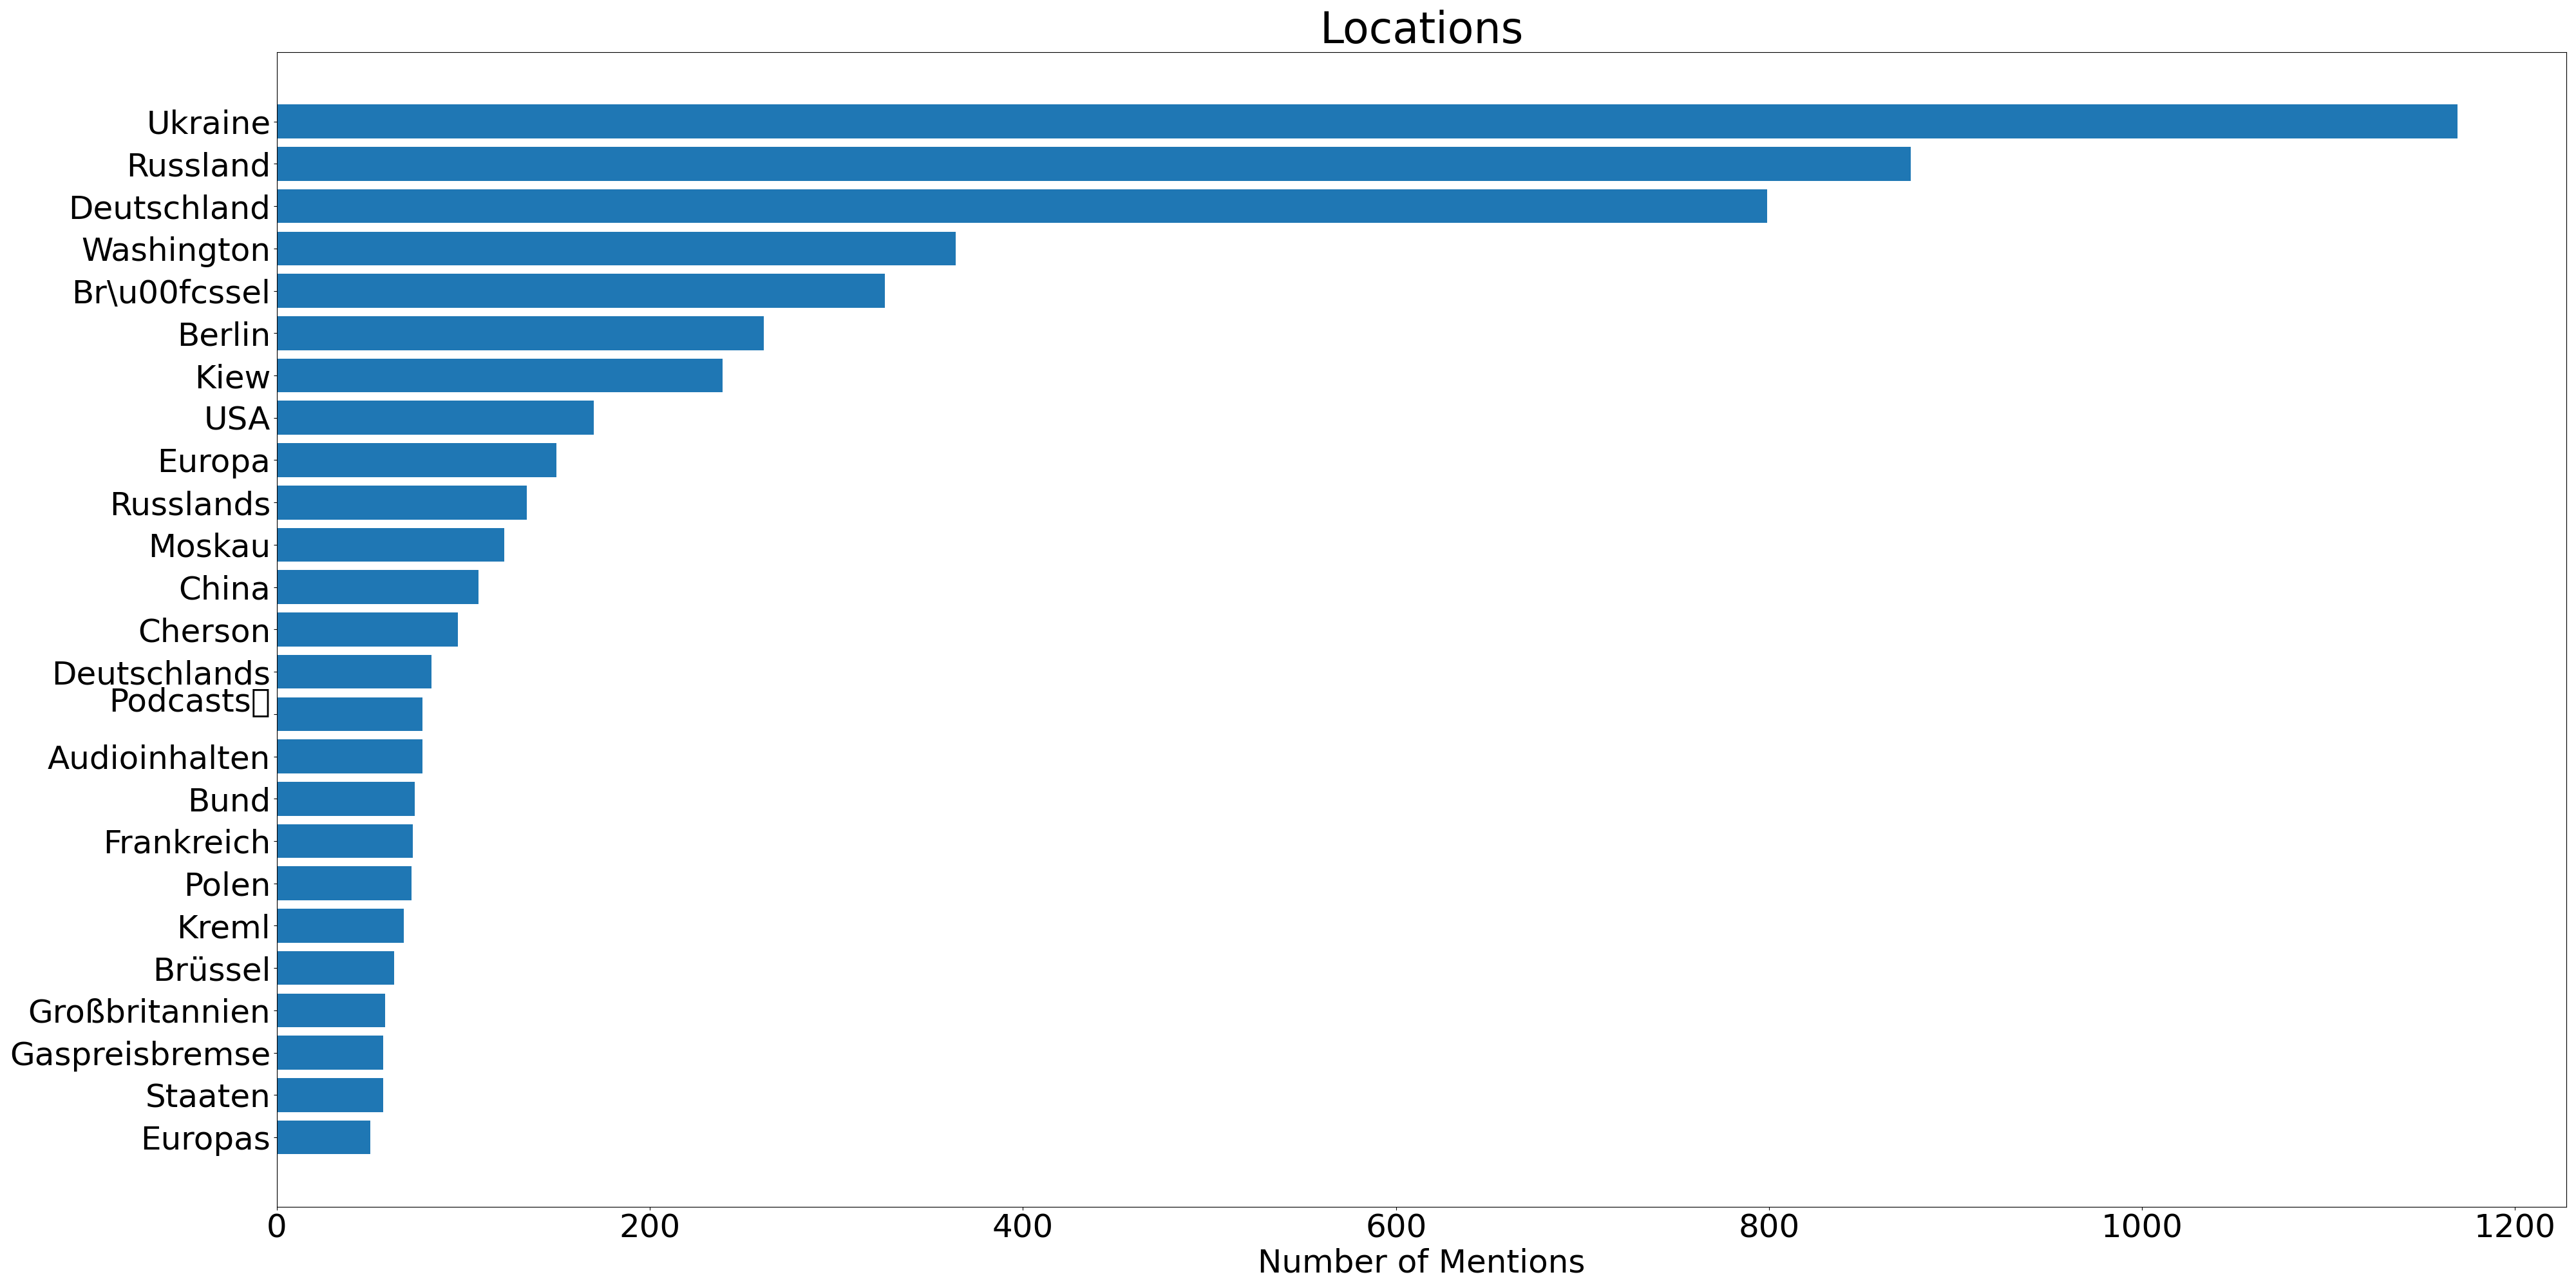 Locations
Ukraine
Russland
Deutschland
Washington
Br\u00fcssel
Berlin
Kiew
USA
Europa
Russlands
Moskau
China
Cherson
Deutschlands
Podcasts▯
Audioinhalten
Bund
Frankreich
Polen
Kreml
Brüssel
Großbritannien
Gaspreisbremse
Staaten
Europas
0 200 400 600 800 1000 1200
Number of Mentions